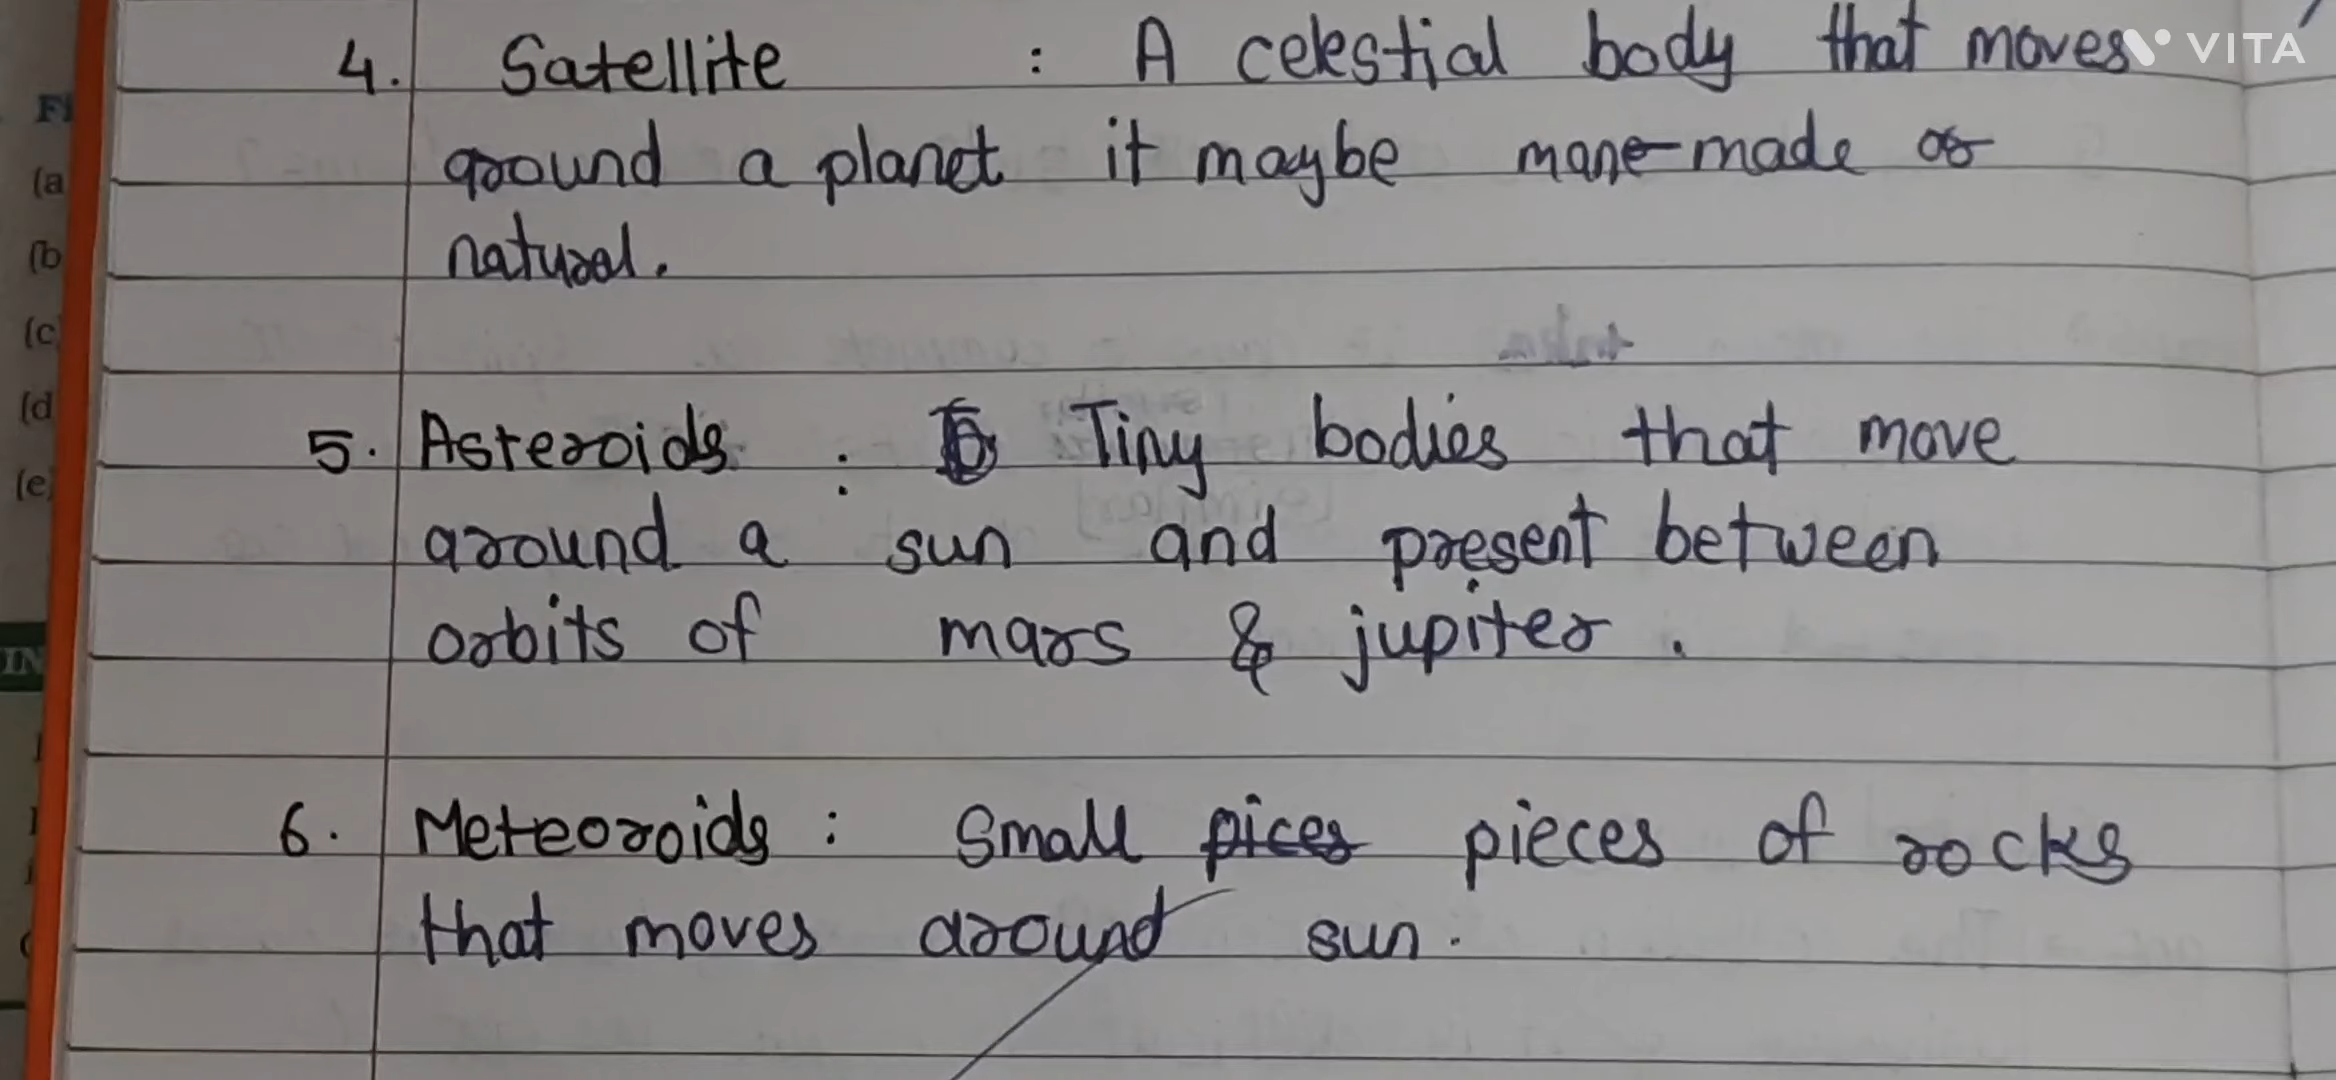 4. Satellite : A celestial body that moves
VITA
around a planet it maybe mane-made or
natural.
5. Asteroids : Tiny bodies that move
around a sun and present between
orbits of mars & jupiter .
6. Meteoroids : Small pices pieces of rocks
that moves around sun.
(a
(b
(c
(d
(e